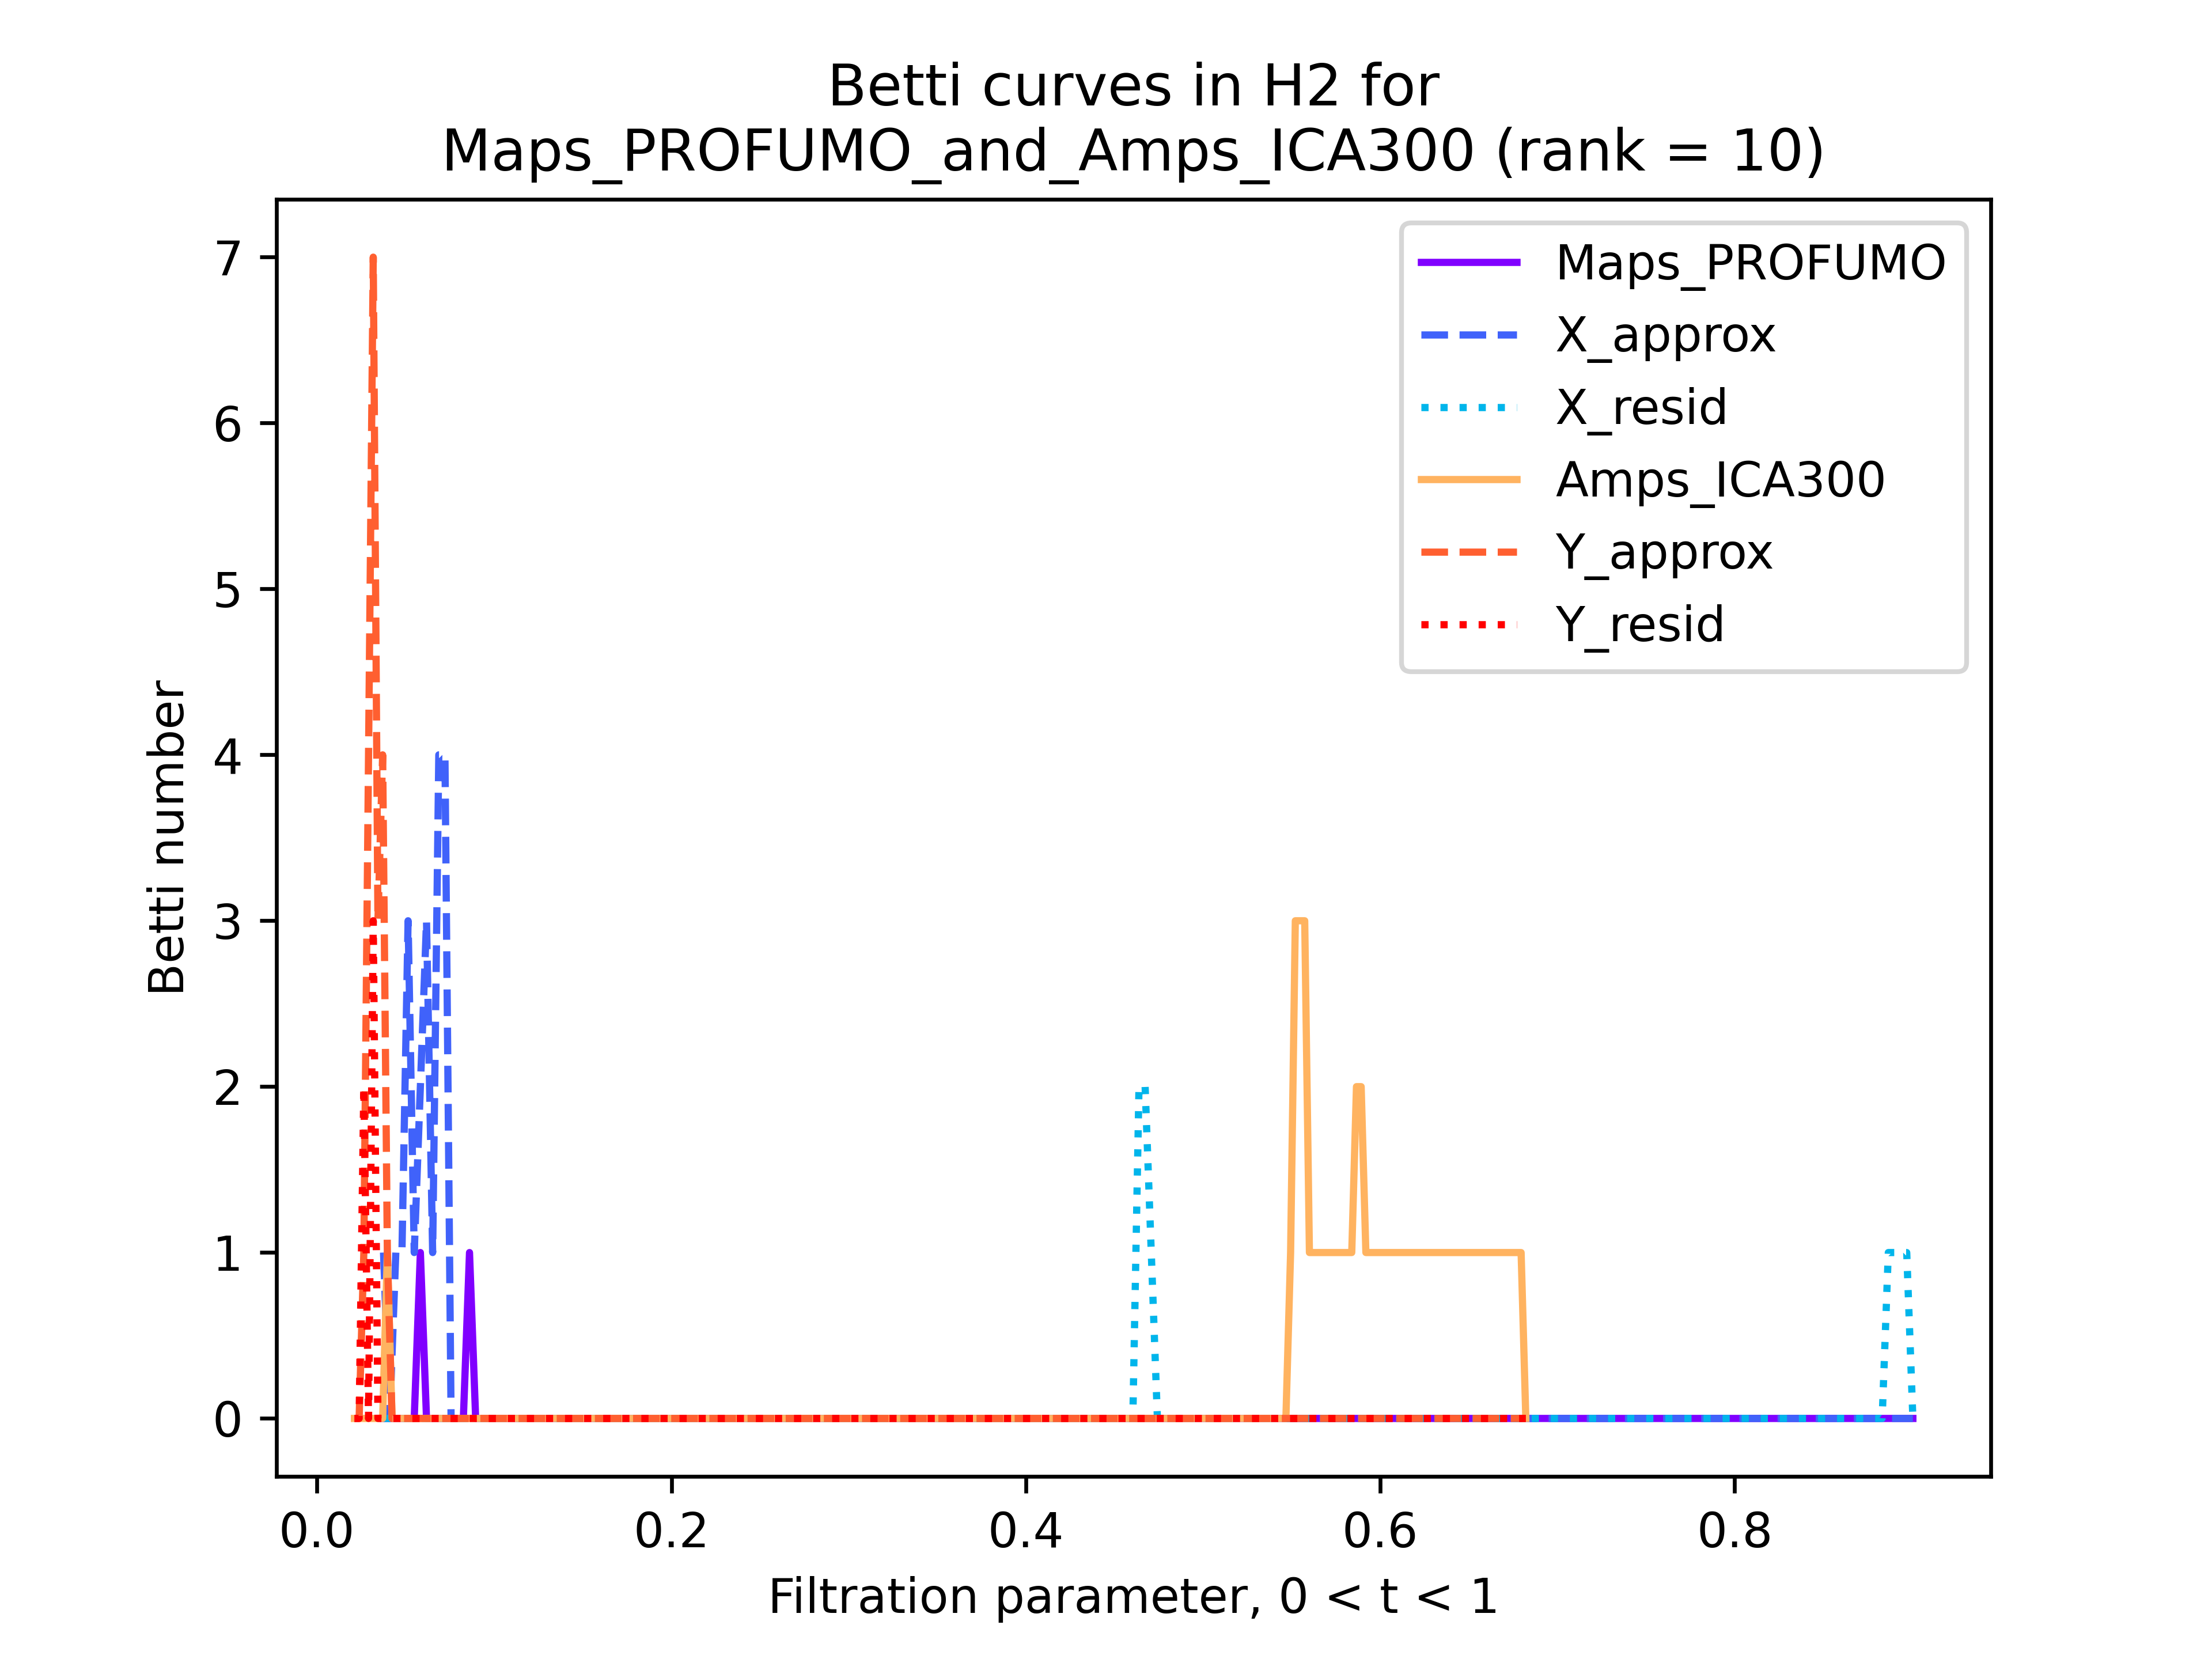 Betti curves in H2 for
Maps_PROFUMO_and_Amps_ICA300 (rank = 10)
Maps_PROFUMO
X_approx
X_resid
Amps_ICA300
Y_approx
Y_resid
Betti number
7
6
5
4
3
2
1
0
0.0 0.2 0.4 0.6 0.8
Filtration parameter, 0 < t < 1